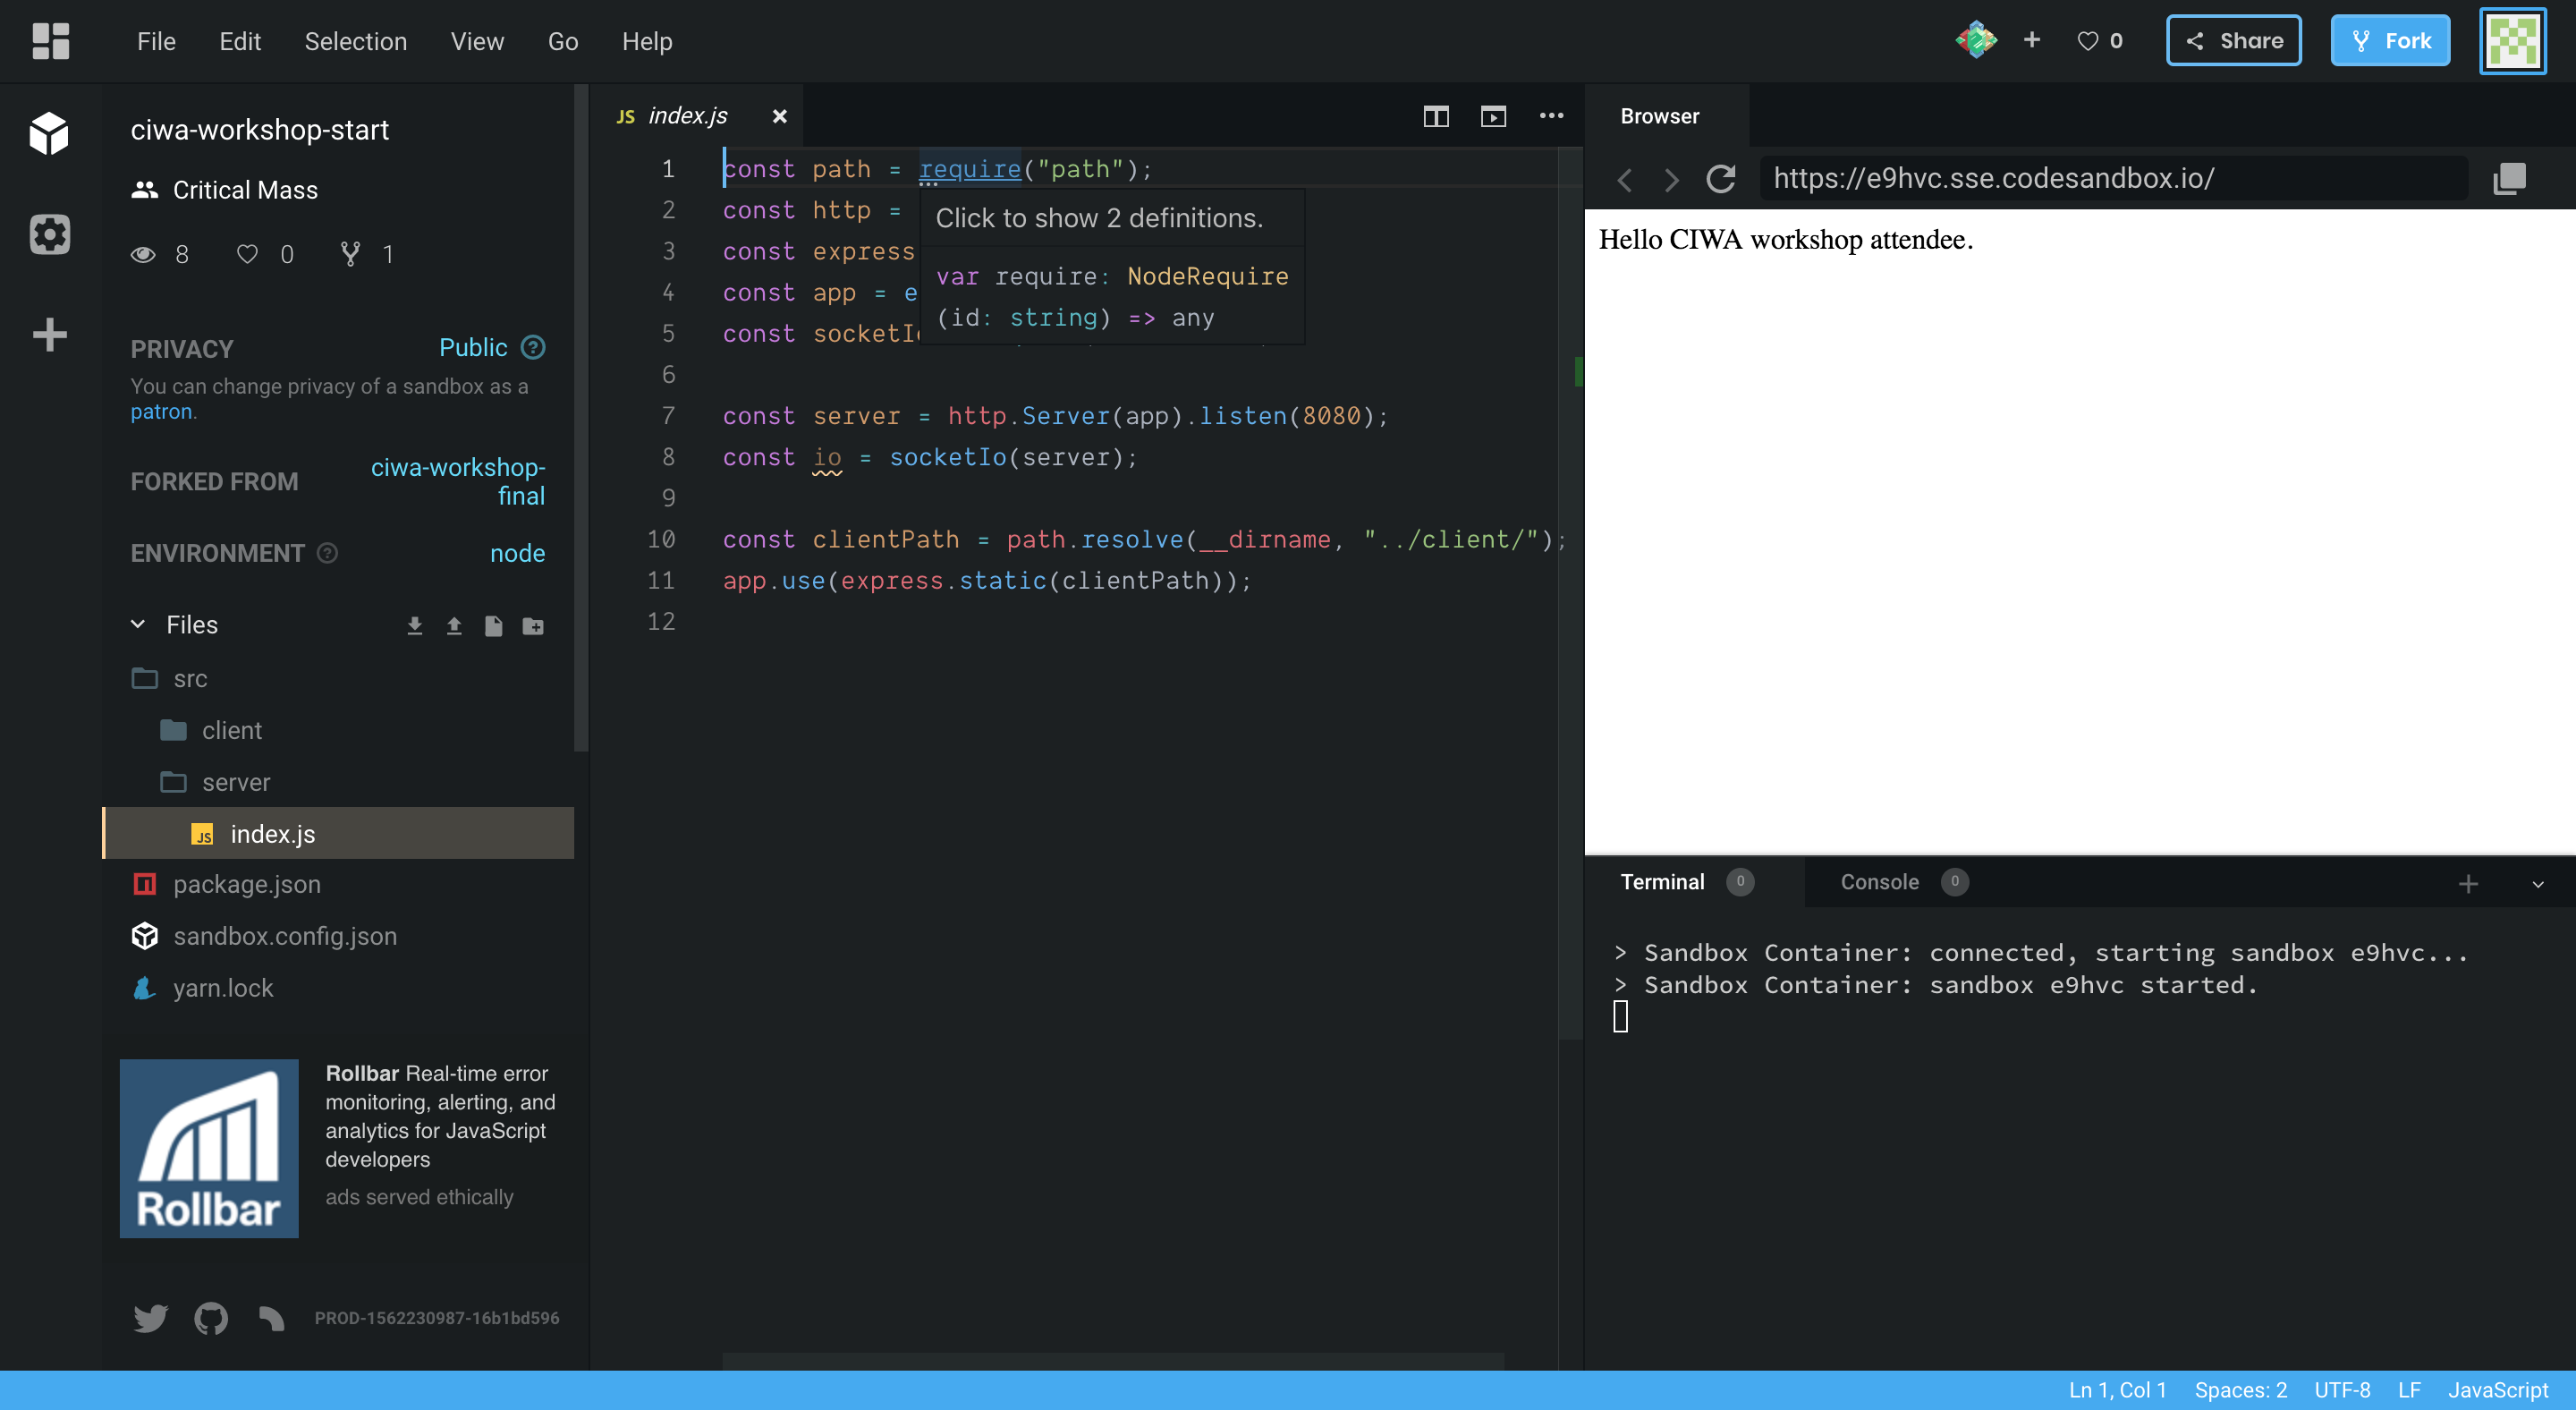 File Edit Selection View Go Help
0 Share Fork
ciwa-workshop-start
Critical Mass
8 0 1
PRIVACY Public
You can change privacy of a sandbox as a
patron.
FORKED FROM ciwa-workshop-
final
ENVIRONMENT node
Files
src
client
server
JS index.js
package.json
sandbox.config.json
yarn.lock
Rollbar
Rollbar Real-time error
monitoring, alerting, and
analytics for JavaScript
developers
ads served ethically
PROD-1562230987-16b1bd596
JS index.js
1 const path = require("path");
2 const http =
3 const express
4 const app = e
5 const socketI
6
7 const server = http.Server(app).listen(8080);
8 const io = socketIo(server);
9
10 const clientPath = path.resolve(__dirname, "../client/");
11 app.use(express.static(clientPath));
12
Click to show 2 definitions.
var require: NodeRequire
(id: string) => any
Browser
https://e9hvc.sse.codesandbox.io/
Hello CIWA workshop attendee.
Terminal 0 Console 0
> Sandbox Container: connected, starting sandbox e9hvc...
> Sandbox Container: sandbox e9hvc started.
Ln 1, Col 1 Spaces: 2 UTF-8 LF JavaScript